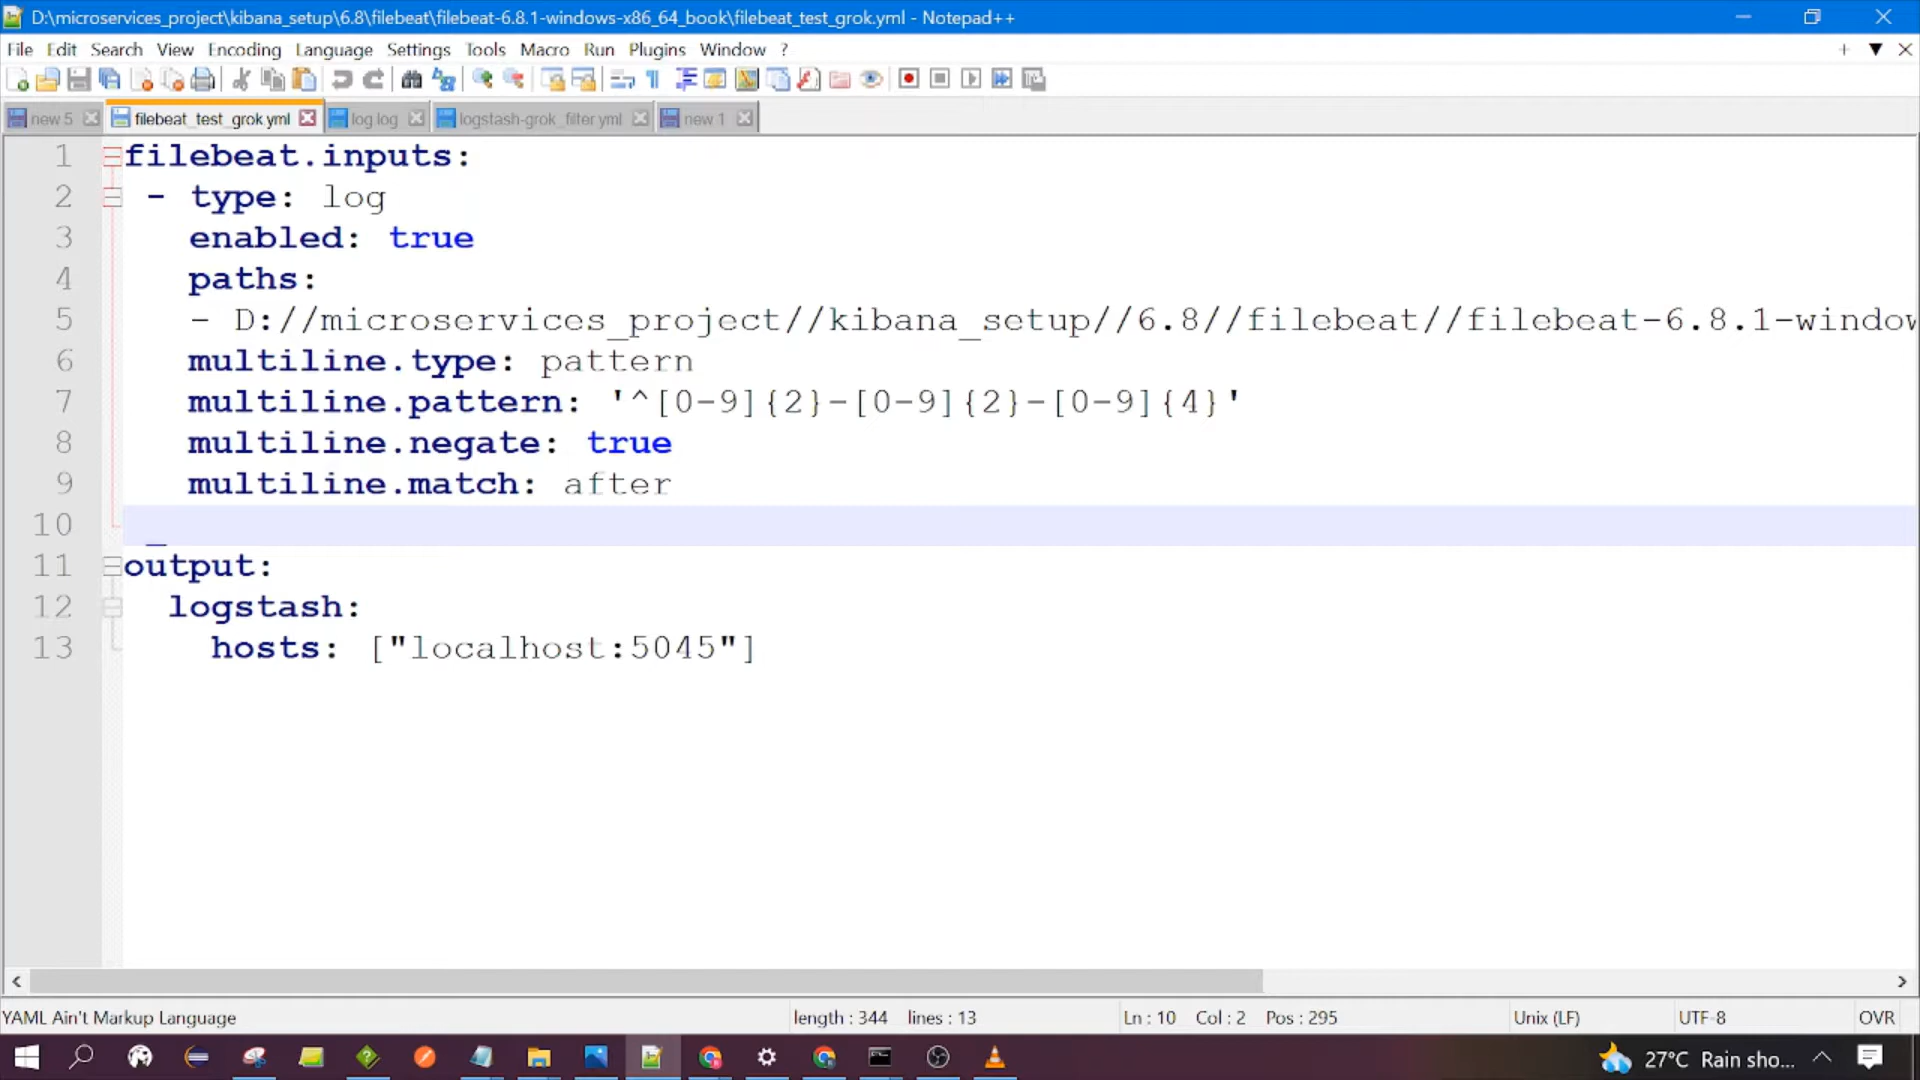 D:\microservices_project\kibana_setup\6.8\filebeat\filebeat-6.8.1-windows-x86_64_book\filebeat_test_grok.yml - Notepad++
File Edit Search View Encoding Language Settings Tools Macro Run Plugins Window ?
new 5 filebeat_test_grok.yml log log logstash-grok_filter.yml new 1
1 filebeat.inputs:
2 - type: log
3 enabled: true
4 paths:
5 - D://microservices_project//kibana_setup//6.8//filebeat//filebeat-6.8.1-window
6 multiline.type: pattern
7 multiline.pattern: '^[0-9]{2}-[0-9]{2}-[0-9]{4}'
8 multiline.negate: true
9 multiline.match: after
10
11 output:
12 logstash:
13 hosts: ["localhost:5045"]
YAML Ain't Markup Language length : 344 lines : 13 Ln : 10 Col : 2 Pos : 295 Unix (LF) UTF-8 OVR
27°C Rain sho...